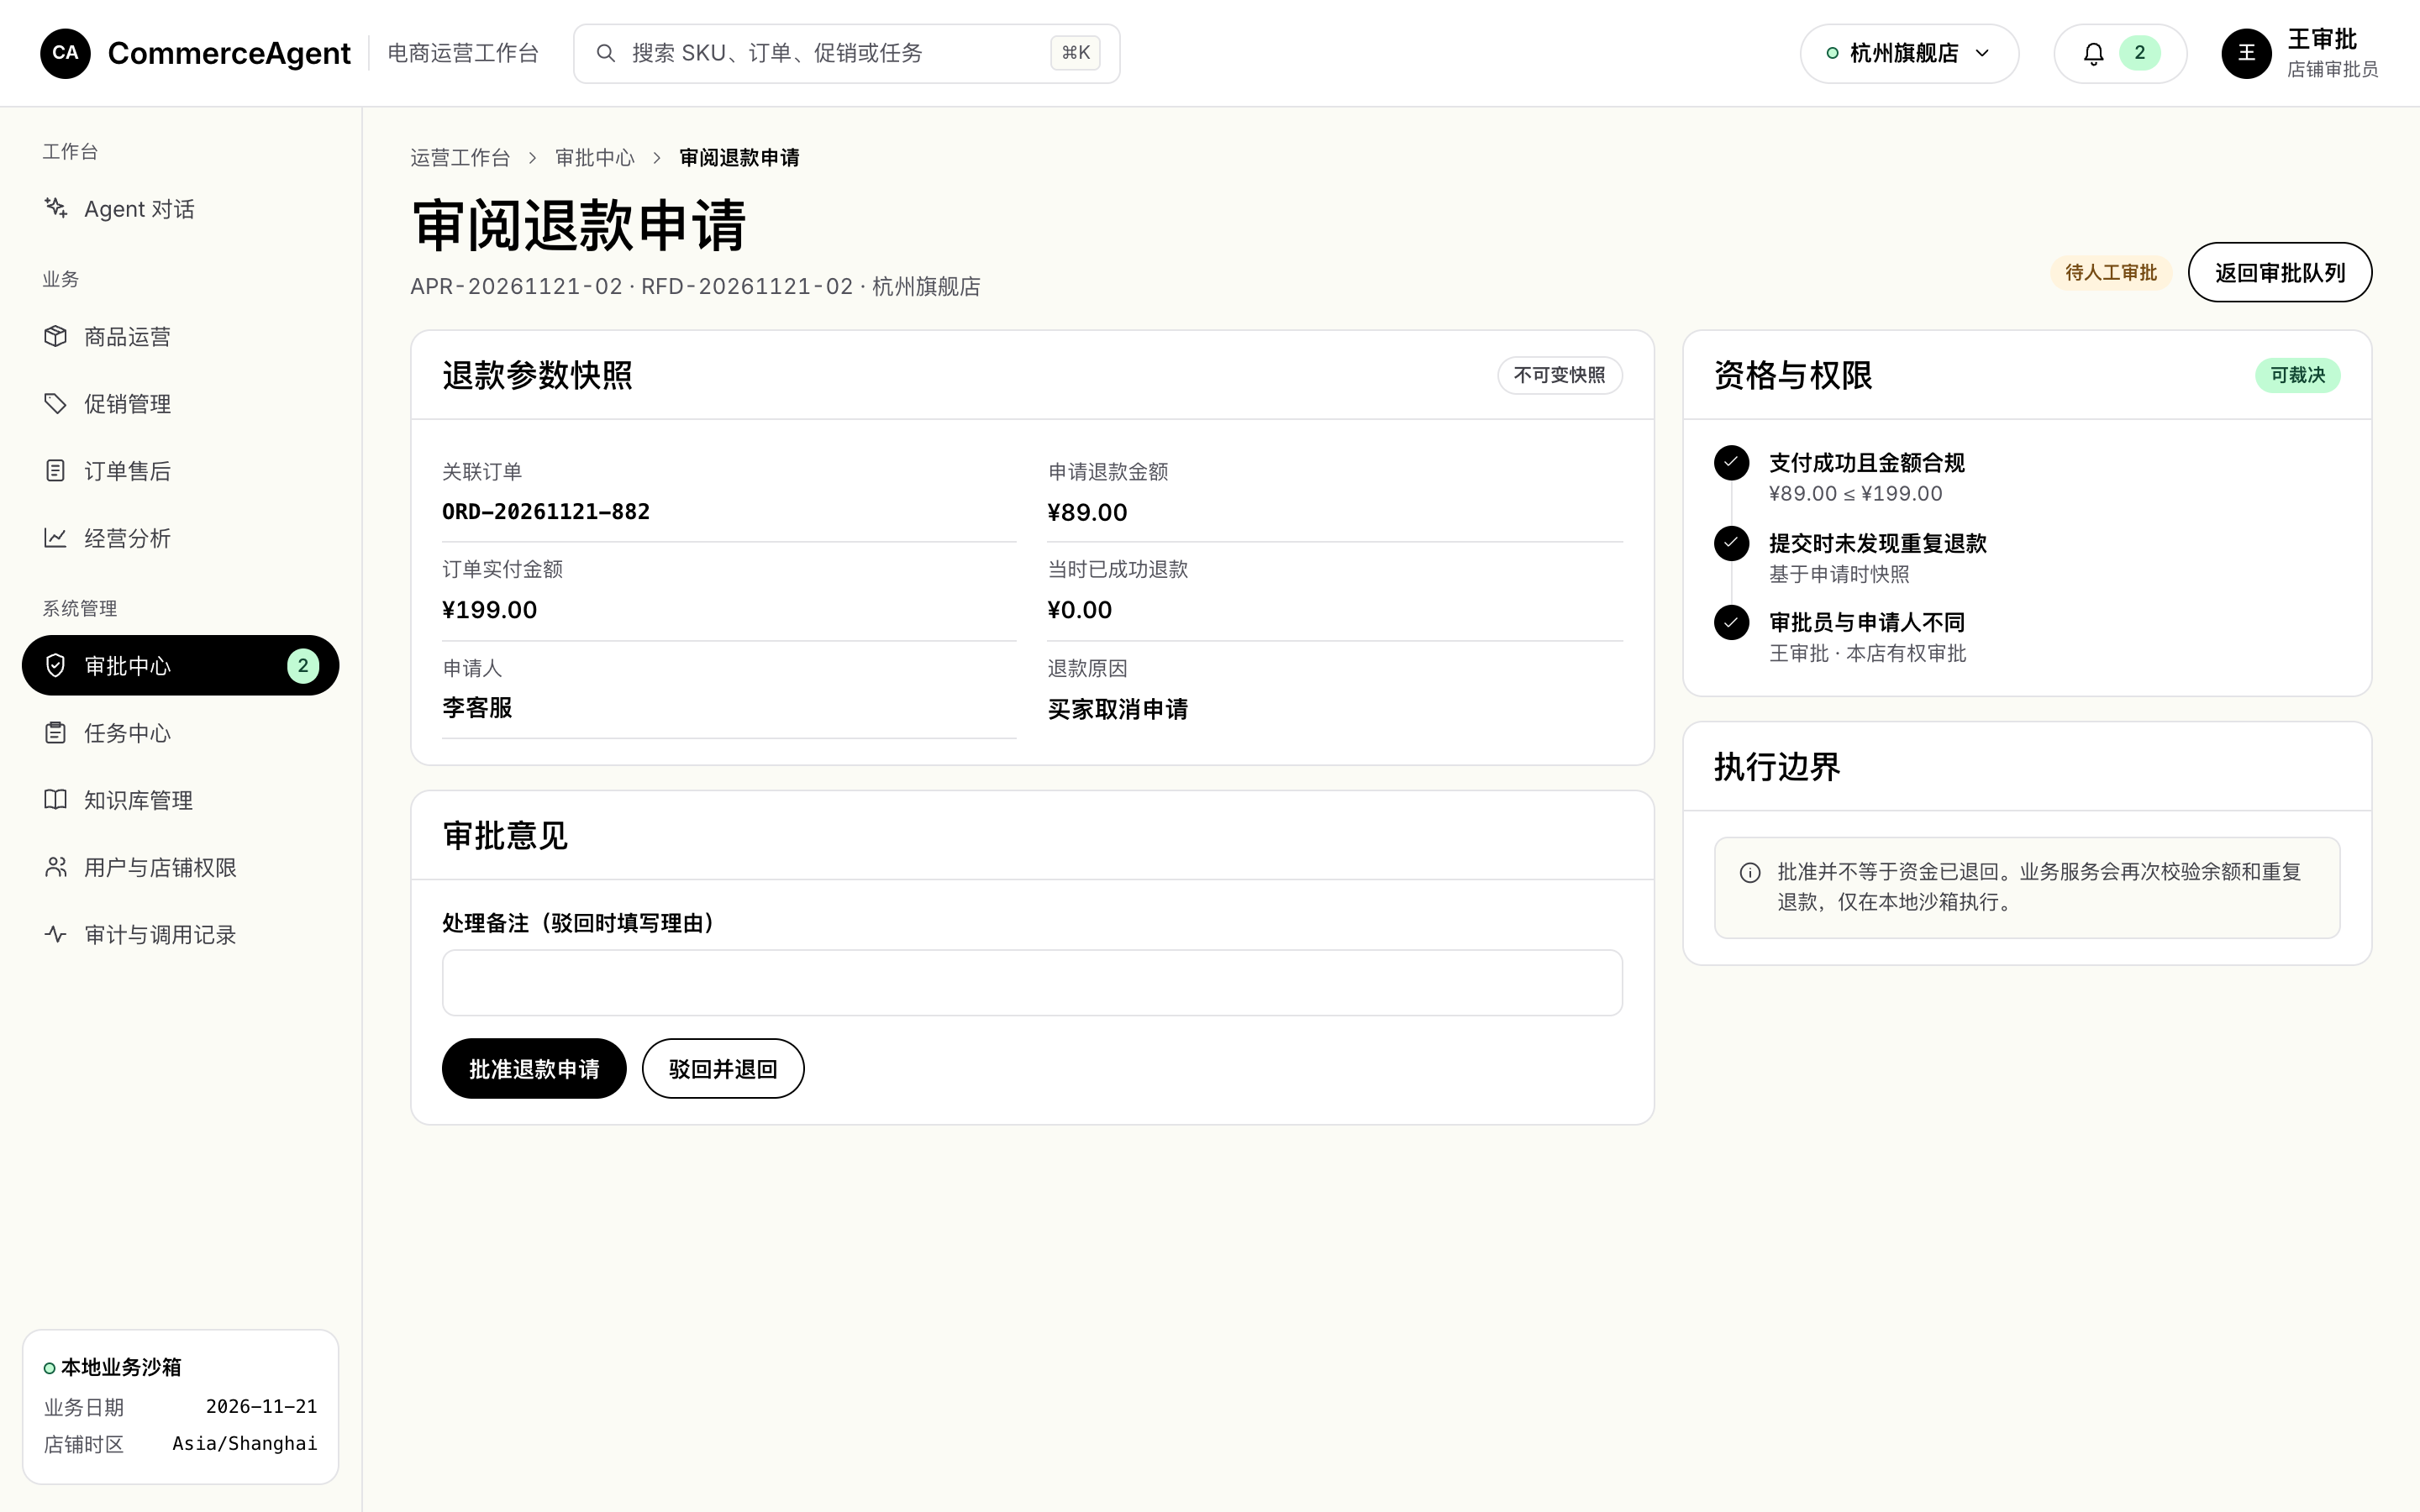 CA CommerceAgent 电商运营工作台 搜索 SKU、订单、促销或任务 ⌘K 杭州旗舰店 2 王 王审批
店铺审批员
工作台
Agent 对话
业务
商品运营
促销管理
订单售后
经营分析
系统管理
审批中心 2
任务中心
知识库管理
用户与店铺权限
审计与调用记录
本地业务沙箱
业务日期 2026-11-21
店铺时区 Asia/Shanghai
运营工作台 > 审批中心 > 审阅退款申请
审阅退款申请
APR-20261121-02 · RFD-20261121-02 · 杭州旗舰店
待人工审批 返回审批队列
退款参数快照 不可变快照
关联订单
ORD-20261121-882
申请退款金额
¥89.00
订单实付金额
¥199.00
当时已成功退款
¥0.00
申请人
李客服
退款原因
买家取消申请
审批意见
处理备注（驳回时填写理由）
批准退款申请 驳回并退回
资格与权限 可裁决
支付成功且金额合规
¥89.00 ≤ ¥199.00
提交时未发现重复退款
基于申请时快照
审批员与申请人不同
王审批 · 本店有权审批
执行边界
批准并不等于资金已退回。业务服务会再次校验余额和重复
退款，仅在本地沙箱执行。